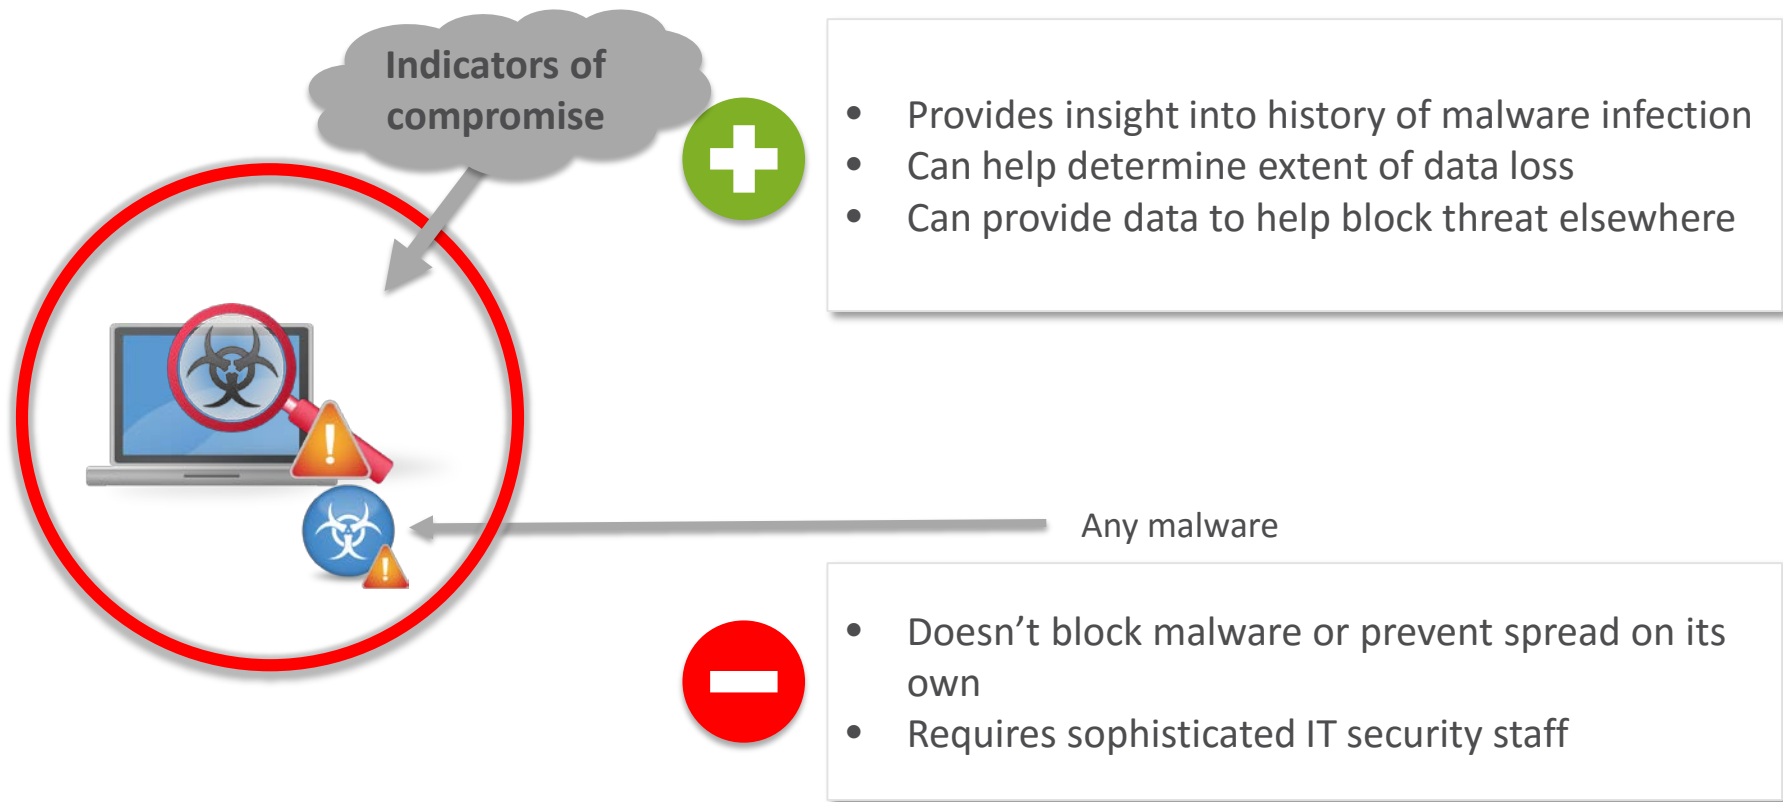 Indicators of
compromise
• Provides insight into history of malware infection
• Can help determine extent of data loss
• Can provide data to help block threat elsewhere
Any malware
• Doesn’t block malware or prevent spread on its
own
• Requires sophisticated IT security staff